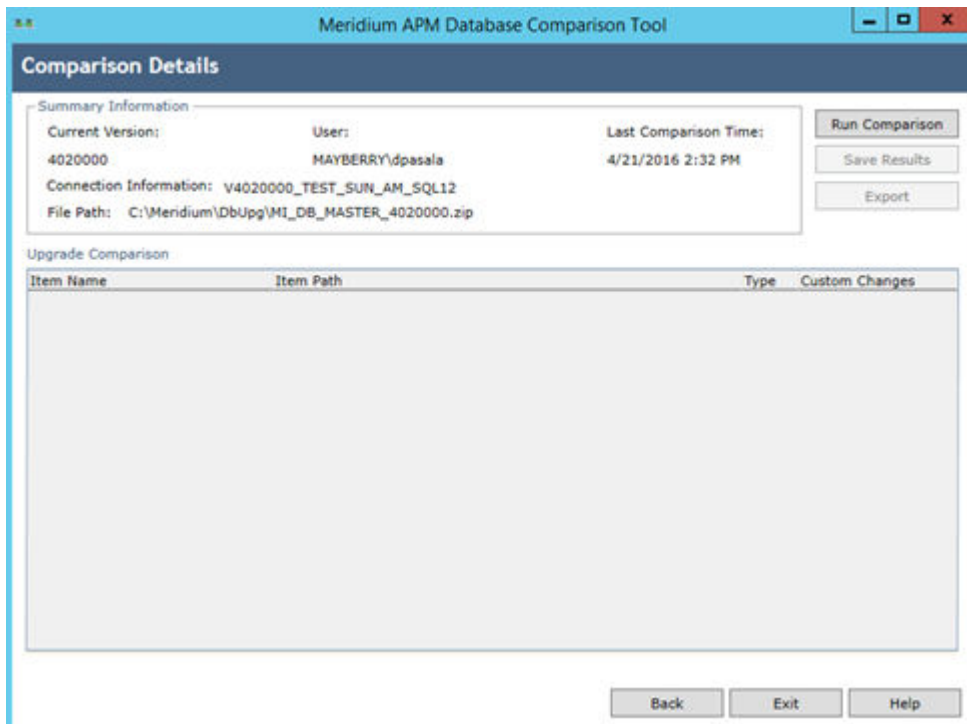 Meridium APM Database Comparison Tool
Comparison Details
Summary Information
Current Version: User: Last Comparison Time:
4020000 MAYBERRY\dpasala 4/21/2016 2:32 PM
Connection Information: V4020000_TEST_SUN_AM_SQL12
File Path: C:\Meridium\DbUpg\MI_DB_MASTER_4020000.zip
Run Comparison
Save Results
Export
Upgrade Comparison
Item Name Item Path Type Custom Changes
Back Exit Help